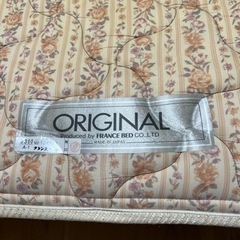 ORIGINAL
Produced by FRANCE BED CO.,LTD
MADE IN JAPAN